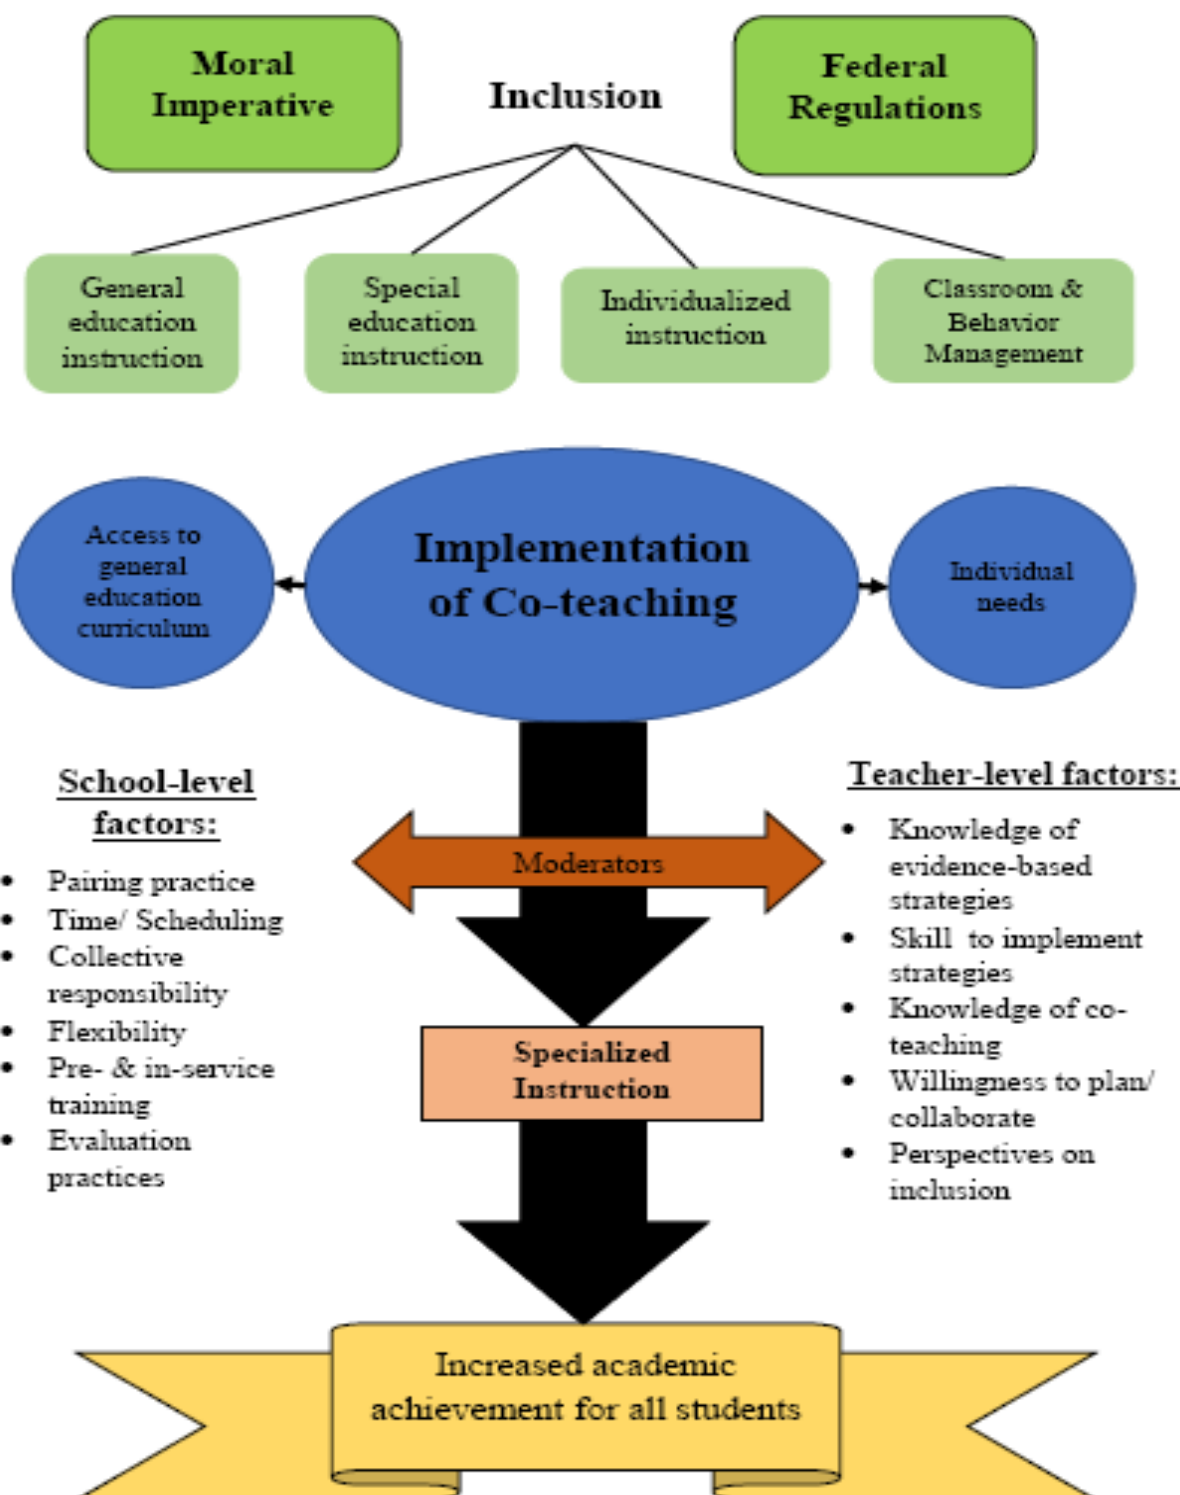 Moral
Imperative
Inclusion
Federal
Regulations
General
education
instruction
Special
education
instruction
Individualized
instruction
Classroom &
Behavior
Management
Access to
general
education
curriculum
Implementation
of Co-teaching
Individual
needs
School-level
factors:
• Pairing practice
• Time/ Scheduling
• Collective
responsibility
• Flexibility
• Pre- & in-service
training
• Evaluation
practices
Moderators
Teacher-level factors:
• Knowledge of
evidence-based
strategies
• Skill to implement
strategies
• Knowledge of co-
teaching
• Willingness to plan/
collaborate
• Perspectives on
inclusion
Specialized
Instruction
Increased academic
achievement for all students